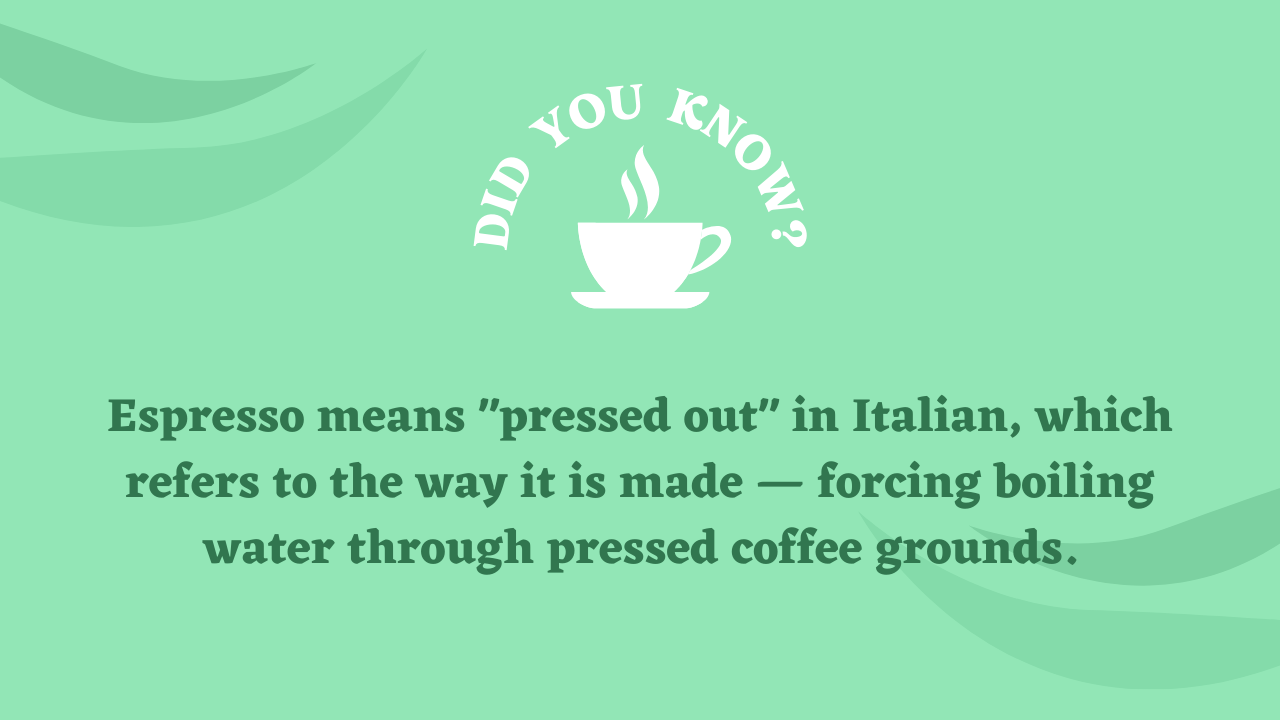 DID YOU KNOW?
Espresso means "pressed out" in Italian, which
refers to the way it is made — forcing boiling
water through pressed coffee grounds.